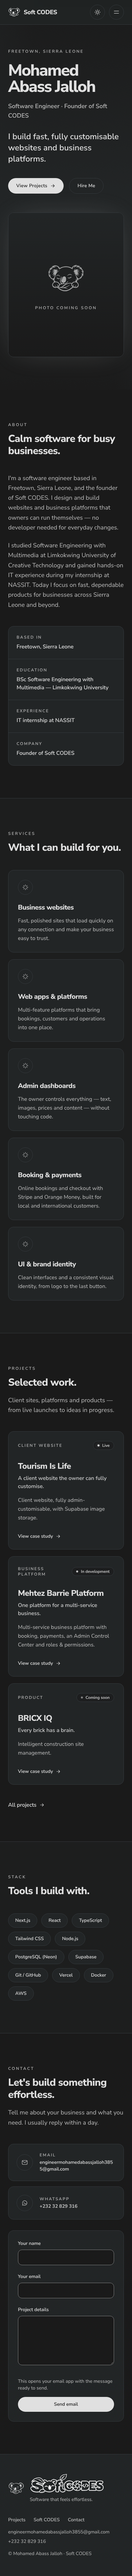 Soft CODES
FREETOWN, SIERRA LEONE
Mohamed
Abass Jalloh
Software Engineer · Founder of Soft
CODES
I build fast, fully customisable
websites and business
platforms.
View Projects →
Hire Me
PHOTO COMING SOON
ABOUT
Calm software for busy
businesses.
I'm a software engineer based in
Freetown, Sierra Leone, and the founder
of Soft CODES. I design and build
websites and business platforms that
owners can run themselves — no
developer needed for everyday changes.
I studied Software Engineering with
Multimedia at Limkokwing University of
Creative Technology and gained hands-on
IT experience during my internship at
NASSIT. Today I focus on fast, dependable
products for businesses across Sierra
Leone and beyond.
BASED IN
Freetown, Sierra Leone
EDUCATION
BSc Software Engineering with
Multimedia — Limkokwing University
EXPERIENCE
IT internship at NASSIT
COMPANY
Founder of Soft CODES
SERVICES
What I can build for you.
Business websites
Fast, polished sites that load quickly on
any connection and make your business
easy to trust.
Web apps & platforms
Multi-feature platforms that bring
bookings, customers and operations
into one place.
Admin dashboards
The owner controls everything — text,
images, prices and content — without
touching code.
Booking & payments
Online bookings and checkout with
Stripe and Orange Money, built for
local and international customers.
UI & brand identity
Clean interfaces and a consistent visual
identity, from logo to the last button.
PROJECTS
Selected work.
Client sites, platforms and products —
from live launches to ideas in progress.
CLIENT WEBSITE
Live
Tourism Is Life
A client website the owner can fully
customise.
Client website, fully admin-
customisable, with Supabase image
storage.
View case study →
BUSINESS
PLATFORM
In development
Mehtez Barrie Platform
One platform for a multi-service
business.
Multi-service business platform with
booking, payments, an Admin Control
Center and roles & permissions.
View case study →
PRODUCT
Coming soon
BRICX IQ
Every brick has a brain.
Intelligent construction site
management.
View case study →
All projects →
STACK
Tools I build with.
Next.js
React
TypeScript
Tailwind CSS
Node.js
PostgreSQL (Neon)
Supabase
Git / GitHub
Vercel
Docker
AWS
CONTACT
Let's build something
effortless.
Tell me about your business and what you
need. I usually reply within a day.
EMAIL
engineermohamedabassjalloh385
5@gmail.com
WHATSAPP
+232 32 829 316
Your name
Your email
Project details
This opens your email app with the message
ready to send.
Send email
Soft CODES
Software that feels effortless.
Projects
Soft CODES
Contact
engineermohamedabassjalloh3855@gmail.com
+232 32 829 316
© Mohamed Abass Jalloh · Soft CODES